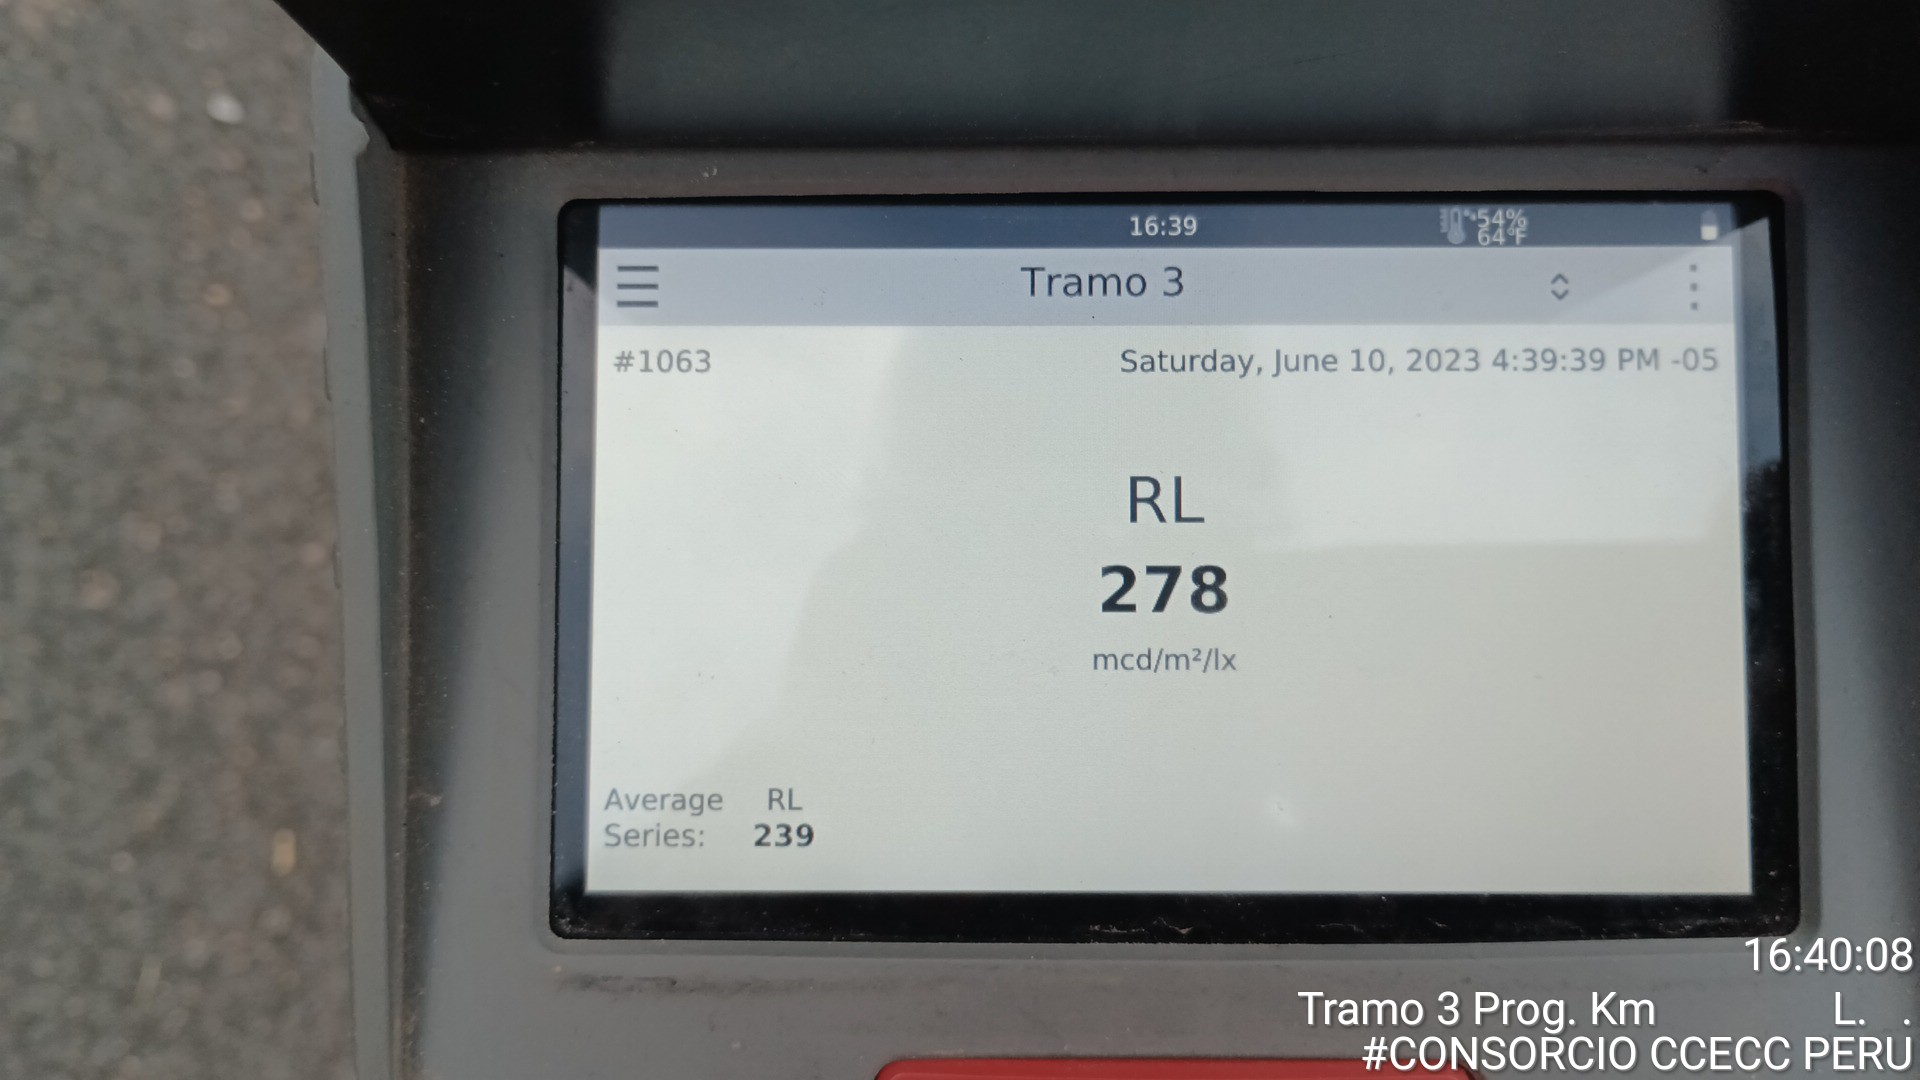 16:39
54%
64°F
Tramo 3
#1063
Saturday, June 10, 2023 4:39:39 PM -05
RL
278
mcd/m²/lx
Average RL
Series: 239
16:40:08
Tramo 3 Prog. Km L. .
#CONSORCIO CCECC PERU